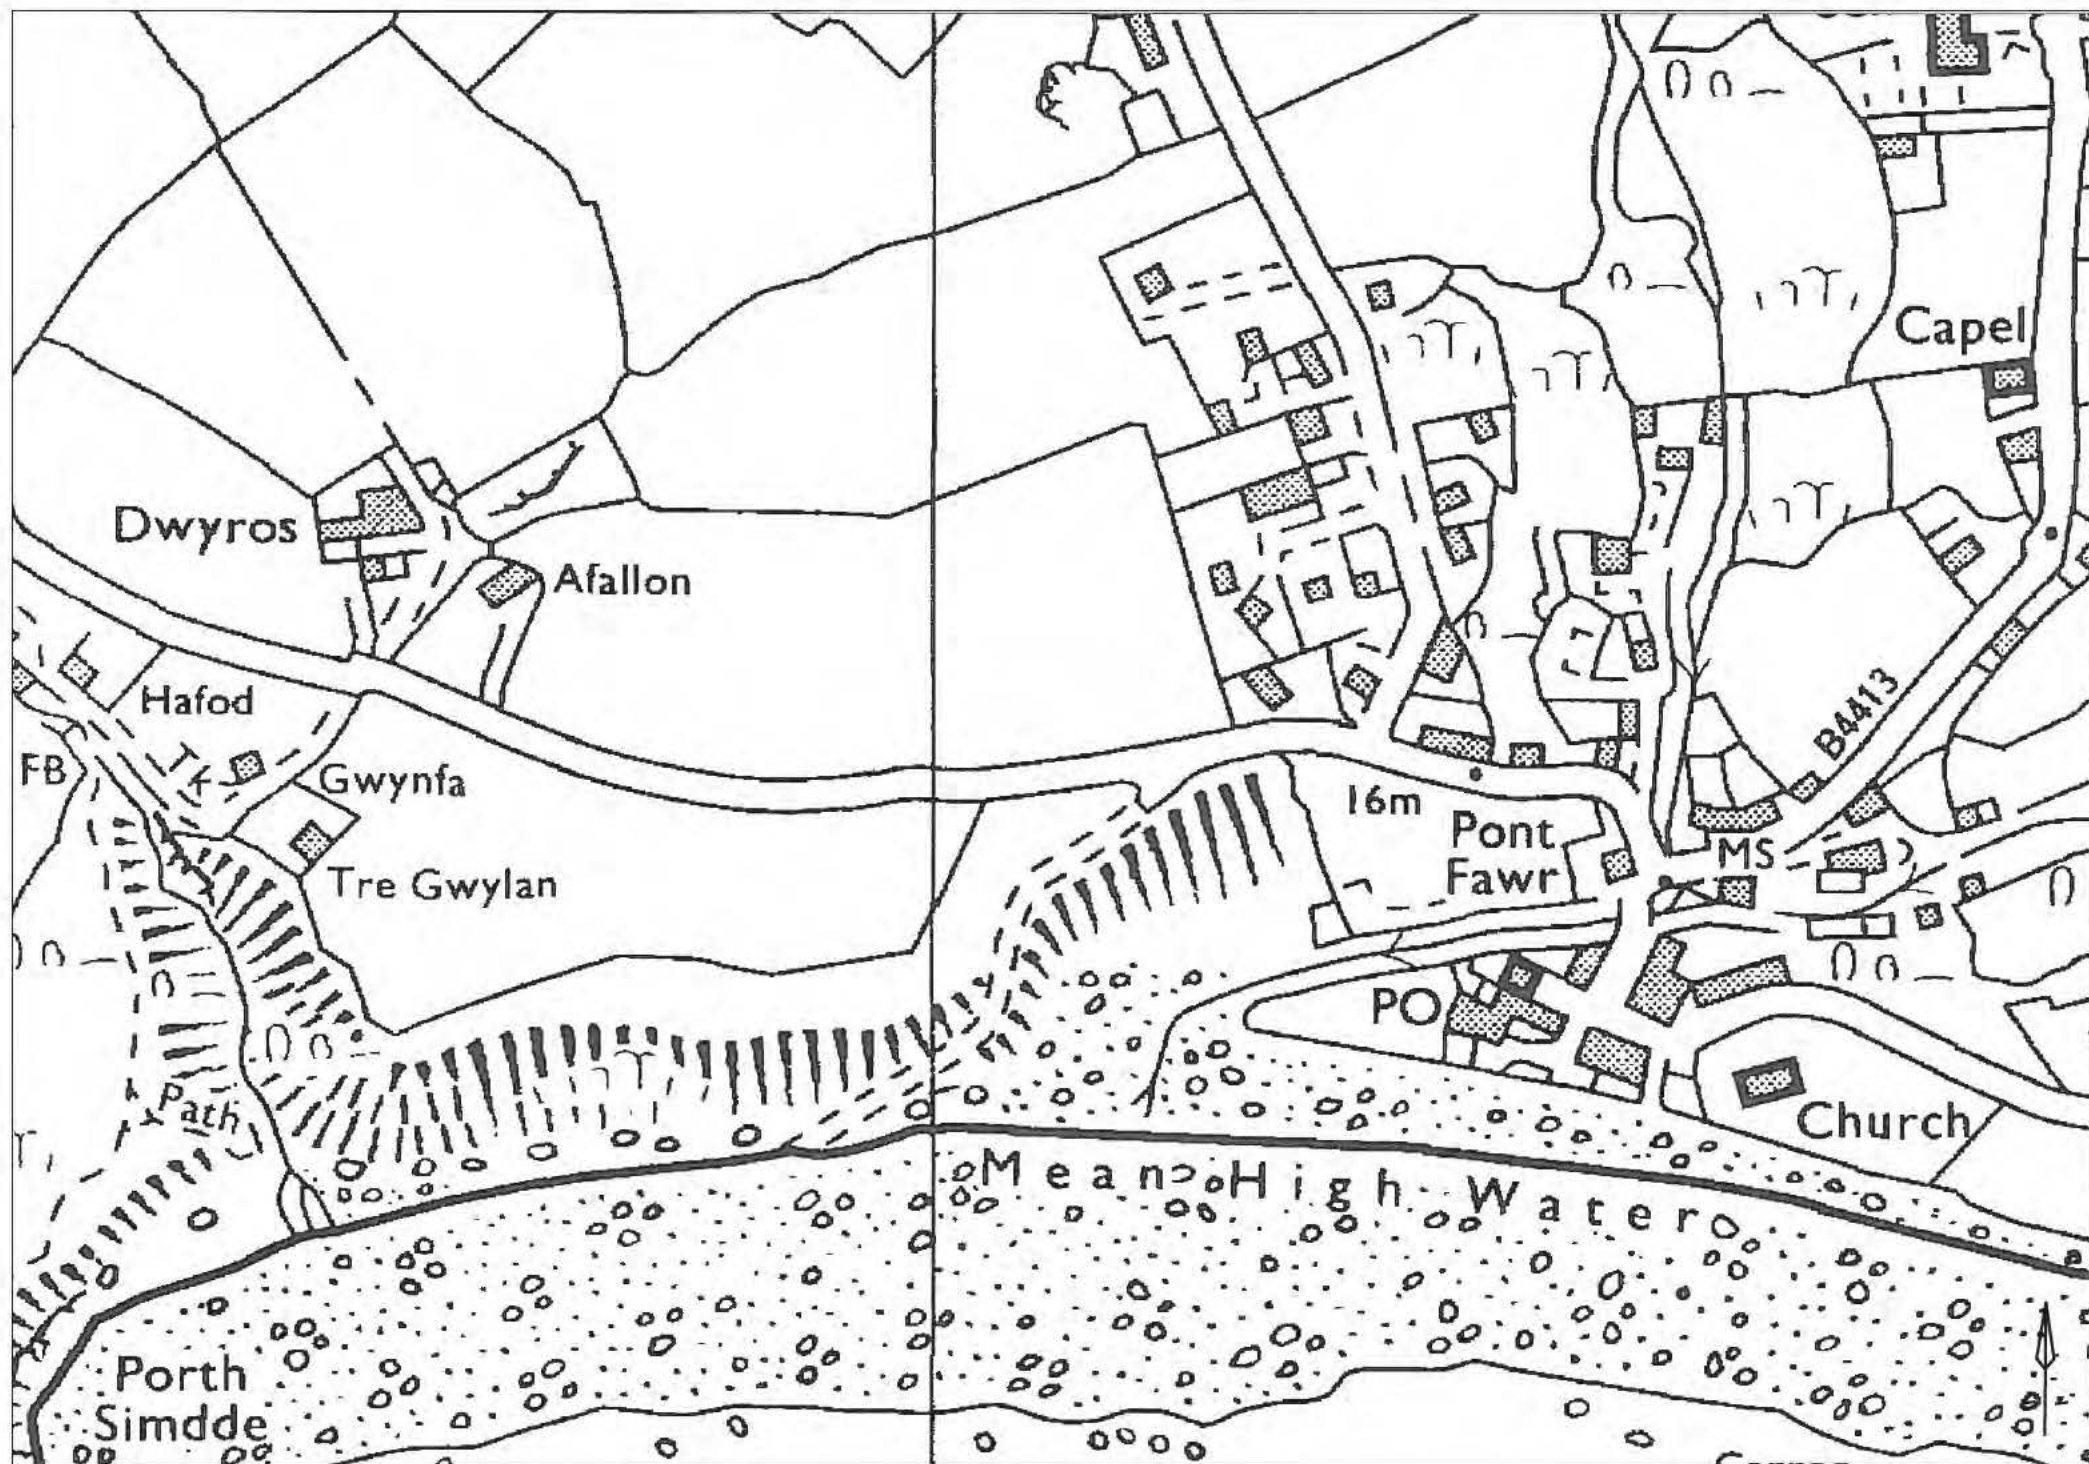 Capel
Dwyros
Afallon
Hafod
B4413
FB
TK
Gwynfa
16m
Pont
Fawr
MS
Tre Gwylan
PO
Path
Church
Mean High Water
Porth
Simdde